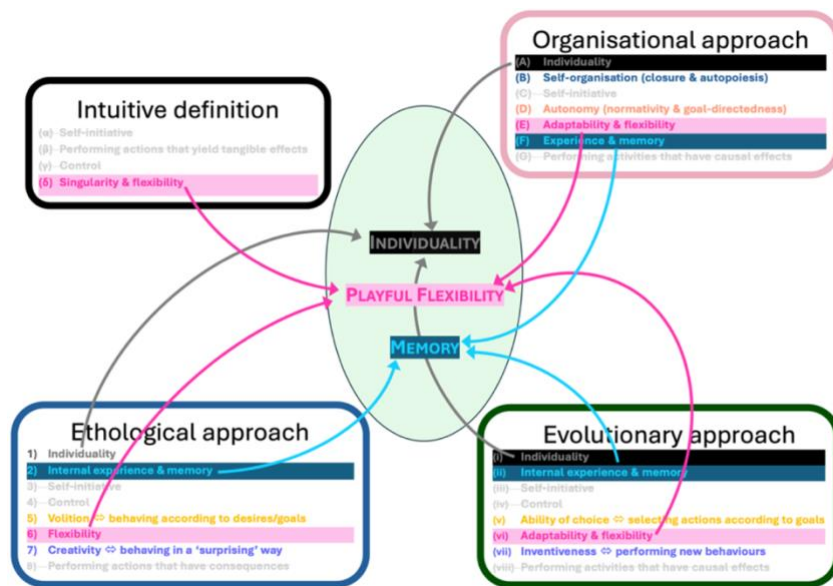 Organisational approach
(A) Individuality
(B) Self-organisation (closure & autopoiesis)
(C) Self-initiative
(D) Autonomy (normativity & goal-directedness)
(E) Adaptability & flexibility
(F) Experience & memory
(G) Performing activities that have causal effects
Intuitive definition
(α) Self-initiative
(β) Performing actions that yield tangible effects
(γ) Control
(δ) Singularity & flexibility
INDIVIDUALITY
PLAYFUL FLEXIBILITY
MEMORY
Ethological approach
1) Individuality
2) Internal experience & memory
3) Self-initiative
4) Control
5) Volition ⇔ behaving according to desires/goals
6) Flexibility
7) Creativity ⇔ behaving in a ‘surprising’ way
8) Performing actions that have consequences
Evolutionary approach
(i) Individuality
(ii) Internal experience & memory
(iii) Self-initiative
(iv) Control
(v) Ability of choice ⇔ selecting actions according to goals
(vi) Adaptability & flexibility
(vii) Inventiveness ⇔ performing new behaviours
(viii) Performing activities that have causal effects